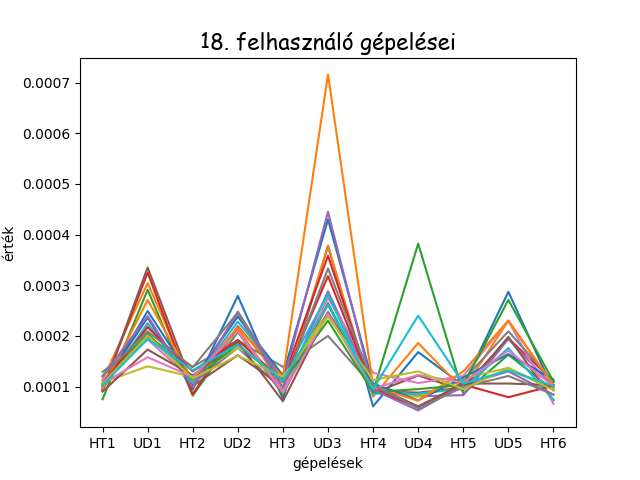 18. felhasználó gépelései
0.0007
0.0006
0.0005
0.0004
0.0003
0.0002
0.0001
érték
HT1 UD1 HT2 UD2 HT3 UD3 HT4 UD4 HT5 UD5 HT6
gépelések